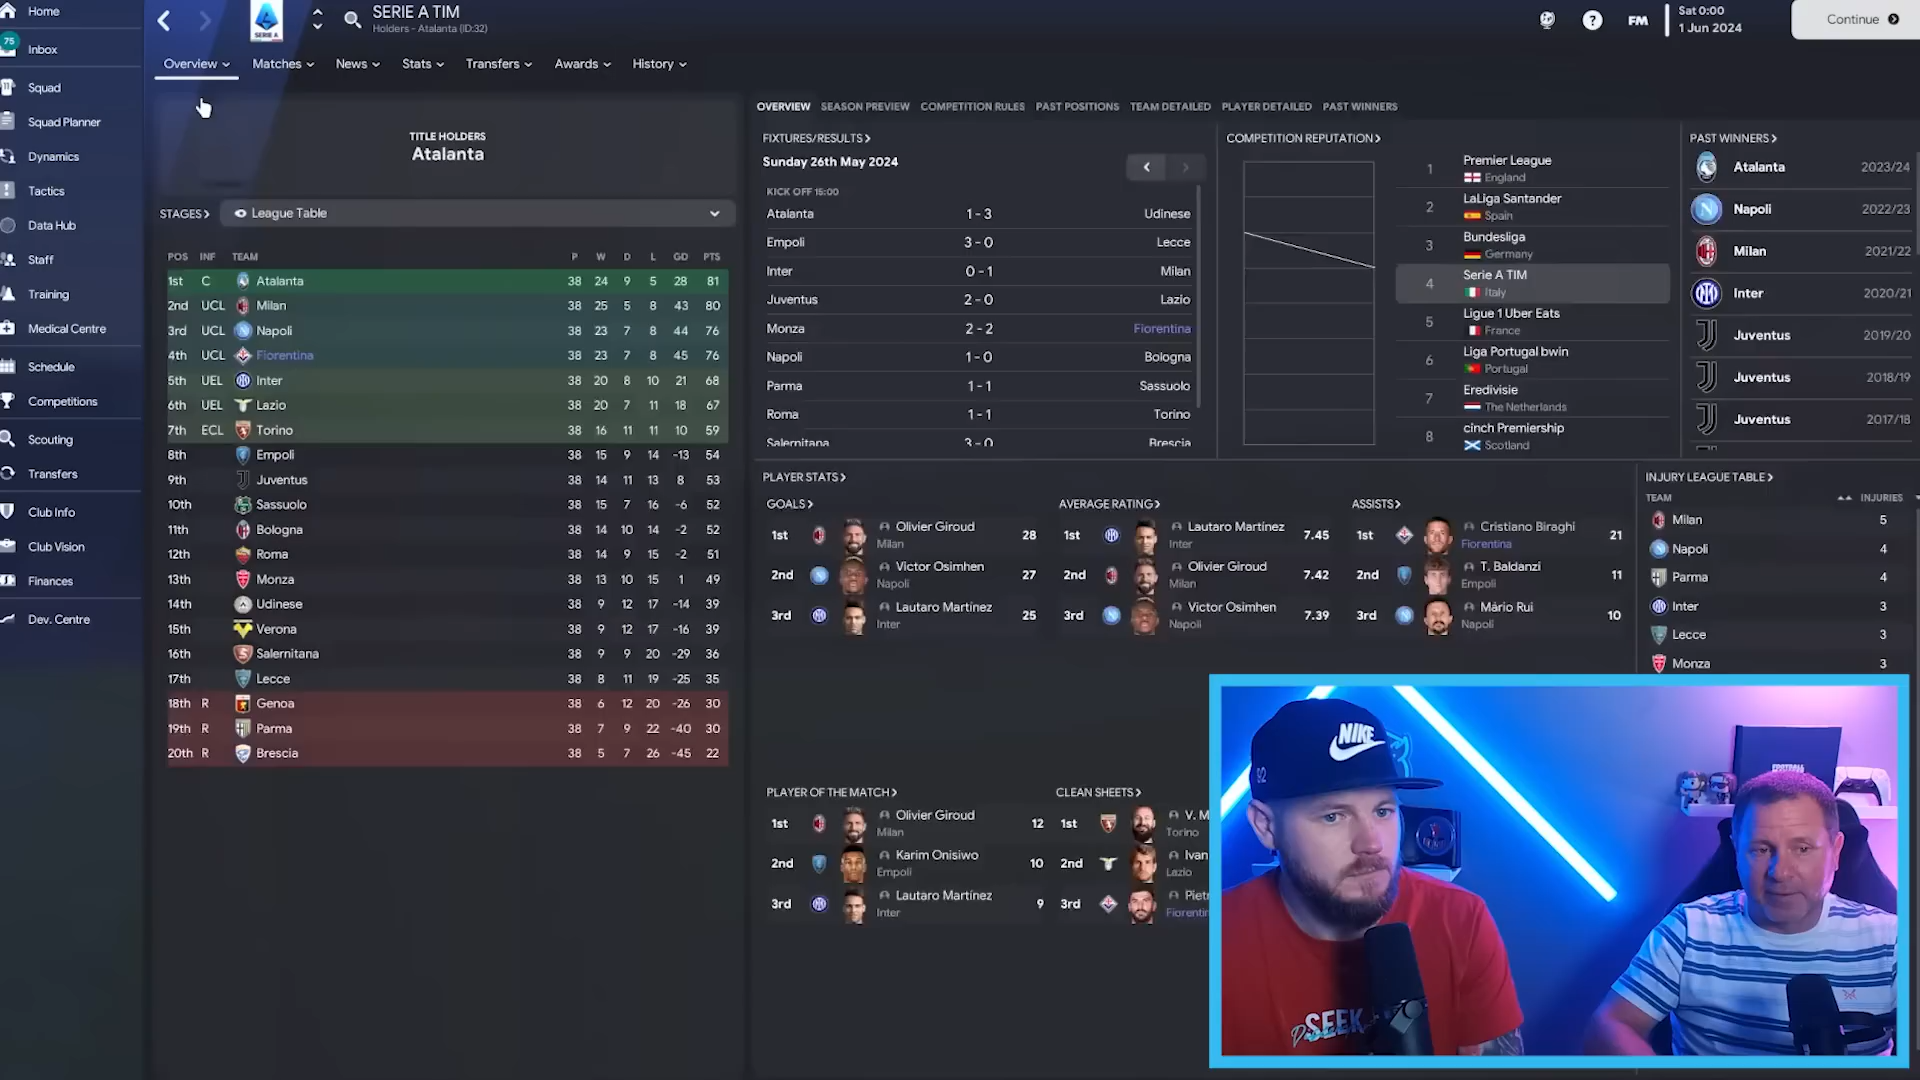 Home
75
Inbox
Squad
Squad Planner
Dynamics
Tactics
Data Hub
Staff
Training
Medical Centre
Schedule
Competitions
Scouting
Transfers
Club Info
Club Vision
Finances
Dev. Centre
SERIE A
SERIE A TIM
Holders - Atalanta (ID:32)
?
FM
Sat 0:00
1 Jun 2024
Continue
Overview Matches News Stats Transfers Awards History
TITLE HOLDERS
Atalanta
STAGES League Table
POS INF TEAM P W D L GD PTS
1st C Atalanta 38 24 9 5 28 81
2nd UCL Milan 38 25 5 8 43 80
3rd UCL Napoli 38 23 7 8 44 76
4th UCL Fiorentina 38 23 7 8 45 76
5th UEL Inter 38 20 8 10 21 68
6th UEL Lazio 38 20 7 11 18 67
7th ECL Torino 38 16 11 11 10 59
8th Empoli 38 15 9 14 -13 54
9th Juventus 38 14 11 13 8 53
10th Sassuolo 38 15 7 16 -6 52
11th Bologna 38 14 10 14 -2 52
12th Roma 38 14 9 15 -2 51
13th Monza 38 13 10 15 1 49
14th Udinese 38 9 12 17 -14 39
15th Verona 38 9 12 17 -16 39
16th Salernitana 38 9 9 20 -29 36
17th Lecce 38 8 11 19 -25 35
18th R Genoa 38 6 12 20 -26 30
19th R Parma 38 7 9 22 -40 30
20th R Brescia 38 5 7 26 -45 22
OVERVIEW SEASON PREVIEW COMPETITION RULES PAST POSITIONS TEAM DETAILED PLAYER DETAILED PAST WINNERS
FIXTURES/RESULTS
Sunday 26th May 2024
KICK OFF 15:00
Atalanta 1 - 3 Udinese
Empoli 3 - 0 Lecce
Inter 0 - 1 Milan
Juventus 2 - 0 Lazio
Monza 2 - 2 Fiorentina
Napoli 1 - 0 Bologna
Parma 1 - 1 Sassuolo
Roma 1 - 1 Torino
Salernitana 3 - 0 Brescia
COMPETITION REPUTATION
1 Premier League
England
2 LaLiga Santander
Spain
3 Bundesliga
Germany
4 Serie A TIM
Italy
5 Ligue 1 Uber Eats
France
6 Liga Portugal bwin
Portugal
7 Eredivisie
The Netherlands
8 cinch Premiership
Scotland
PAST WINNERS
Atalanta 2023/24
Napoli 2022/23
Milan 2021/22
Inter 2020/21
Juventus 2019/20
Juventus 2018/19
Juventus 2017/18
PLAYER STATS
GOALS
1st Olivier Giroud 28
Milan
2nd Victor Osimhen 27
Napoli
3rd Lautaro Martínez 25
Inter
AVERAGE RATING
1st Lautaro Martínez 7.45
Inter
2nd Olivier Giroud 7.42
Milan
3rd Victor Osimhen 7.39
Napoli
ASSISTS
1st Cristiano Biraghi 21
Fiorentina
2nd T. Baldanzi 11
Empoli
3rd Mário Rui 10
Napoli
INJURY LEAGUE TABLE
TEAM INJURIES
Milan 5
Napoli 4
Parma 4
Inter 3
Lecce 3
Monza 3
PLAYER OF THE MATCH
1st Olivier Giroud 12
Milan
2nd Karim Onisiwo 10
Empoli
3rd Lautaro Martínez 9
Inter
CLEAN SHEETS
1st V. M
Torino
2nd Ivan
Lazio
3rd Pietr
Fiorentin
NIKE
FOOTBALL
SEEK